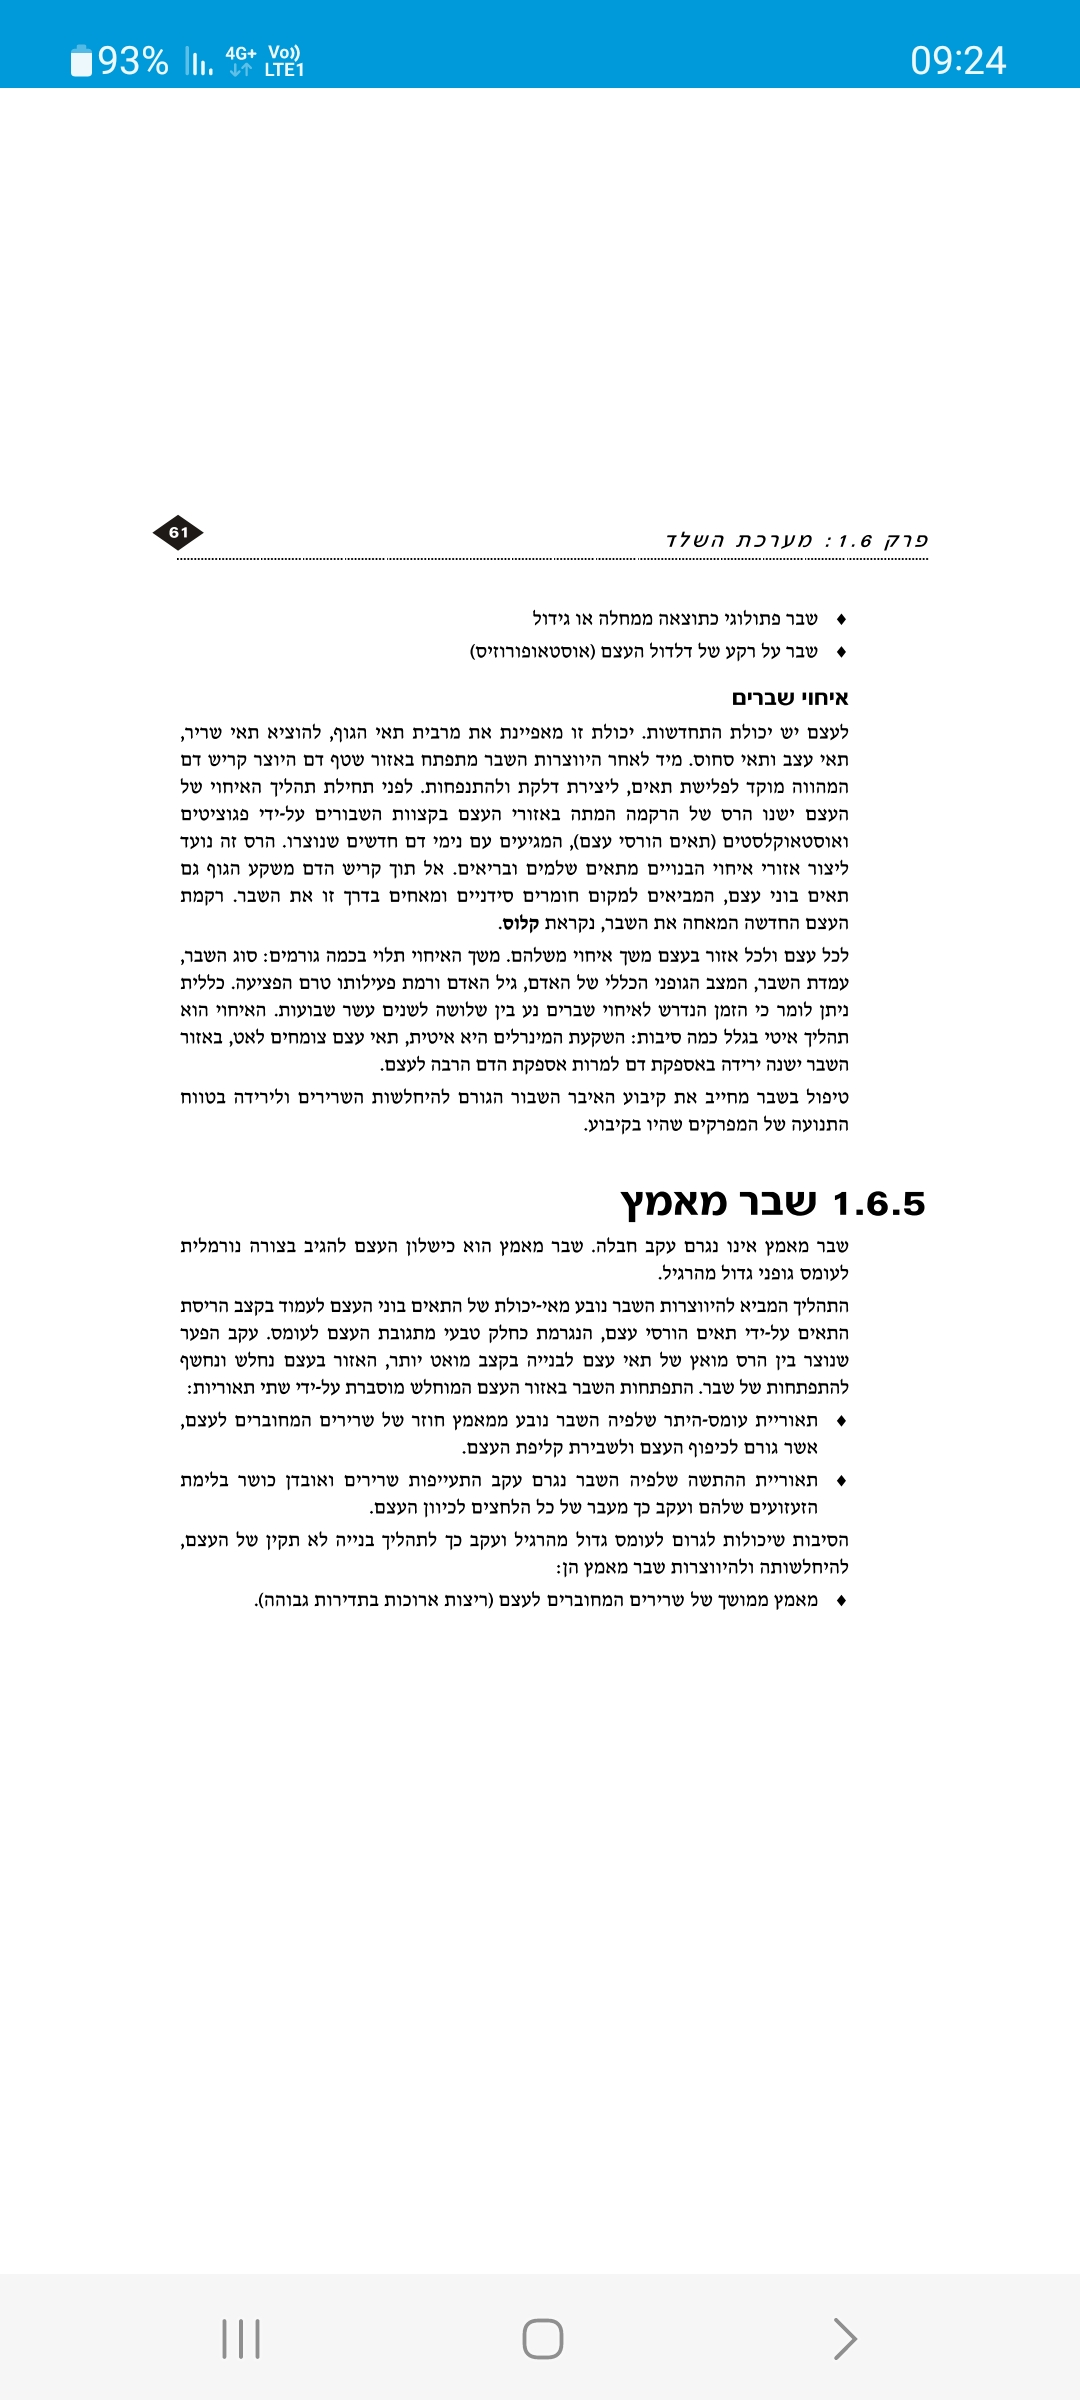 93% 4G+ Vo)) LTE1 09:24
פרק 1.6: מערכת השלד 61
♦ שבר פתולוגי כתוצאה ממחלה או גידול
♦ שבר על רקע של דלדול העצם (אוסטאופורוזיס)
איחוי שברים
לעצם יש יכולת התחדשות. יכולת זו מאפיינת את מרבית תאי הגוף, להוציא תאי שריר,
תאי עצב ותאי סחוס. מיד לאחר היווצרות השבר מתפתח באזור שטף דם היוצר קריש דם
המהווה מוקד לפלישת תאים, ליצירת דלקת ולהתנפחות. לפני תחילת תהליך האיחוי של
העצם ישנו הרס של הרקמה המתה באזורי העצם בקצוות השבורים על-ידי פגוציטים
ואוסטאוקלסטים (תאים הורסי עצם), המגיעים עם נימי דם חדשים שנוצרו. הרס זה נועד
ליצור אזורי איחוי הבנויים מתאים שלמים ובריאים. אל תוך קריש הדם משקע הגוף גם
תאים בוני עצם, המביאים למקום חומרים סידניים ומאחים בדרך זו את השבר. רקמת
העצם החדשה המאחה את השבר, נקראת קלוס.
לכל עצם ולכל אזור בעצם משך איחוי משלהם. משך האיחוי תלוי בכמה גורמים: סוג השבר,
עמדת השבר, המצב הגופני הכללי של האדם, גיל האדם ורמת פעילותו טרם הפציעה. כללית
ניתן לומר כי הזמן הנדרש לאיחוי שברים נע בין שלושה לשנים עשר שבועות. האיחוי הוא
תהליך איטי בגלל כמה סיבות: השקעת המינרלים היא איטית, תאי עצם צומחים לאט, באזור
השבר ישנה ירידה באספקת דם למרות אספקת הדם הרבה לעצם.
טיפול בשבר מחייב את קיבוע האיבר השבור הגורם להיחלשות השרירים ולירידה בטווח
התנועה של המפרקים שהיו בקיבוע.
1.6.5 שבר מאמץ
שבר מאמץ אינו נגרם עקב חבלה. שבר מאמץ הוא כישלון העצם להגיב בצורה נורמלית
לעומס גופני גדול מהרגיל.
התהליך המביא להיווצרות השבר נובע מאי-יכולת של התאים בוני העצם לעמוד בקצב הריסת
התאים על-ידי תאים הורסי עצם, הנגרמת כחלק טבעי מתגובת העצם לעומס. עקב הפער
שנוצר בין הרס מואץ של תאי עצם לבנייה בקצב מואט יותר, האזור בעצם נחלש ונחשף
להתפתחות של שבר. התפתחות השבר באזור העצם המוחלש מוסברת על-ידי שתי תאוריות:
♦ תאוריית עומס-היתר שלפיה השבר נובע ממאמץ חוזר של שרירים המחוברים לעצם,
אשר גורם לכיפוף העצם ולשבירת קליפת העצם.
♦ תאוריית ההתשה שלפיה השבר נגרם עקב התעייפות שרירים ואובדן כושר בלימת
הזעזועים שלהם ועקב כך מעבר של כל הלחצים לכיוון העצם.
הסיבות שיכולות לגרום לעומס גדול מהרגיל ועקב כך לתהליך בנייה לא תקין של העצם,
להיחלשותה ולהיווצרות שבר מאמץ הן:
♦ מאמץ ממושך של שרירים המחוברים לעצם (ריצות ארוכות בתדירות גבוהה).